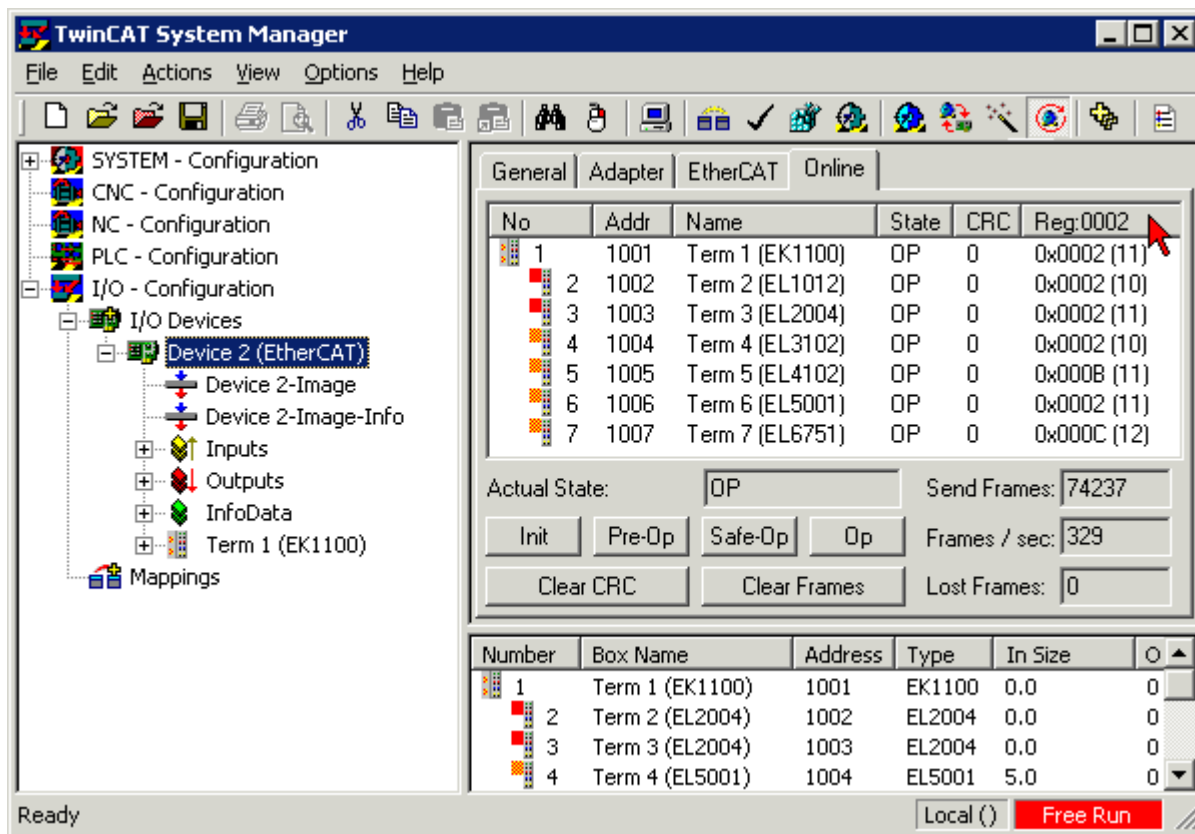 TwinCAT System Manager
File Edit Actions View Options Help
SYSTEM - Configuration
CNC - Configuration
NC - Configuration
PLC - Configuration
I/O - Configuration
I/O Devices
Device 2 (EtherCAT)
Device 2-Image
Device 2-Image-Info
Inputs
Outputs
InfoData
Term 1 (EK1100)
Mappings
General Adapter EtherCAT Online
No Addr Name State CRC Reg:0002
1 1001 Term 1 (EK1100) OP 0 0x0002 (11)
2 1002 Term 2 (EL1012) OP 0 0x0002 (10)
3 1003 Term 3 (EL2004) OP 0 0x0002 (11)
4 1004 Term 4 (EL3102) OP 0 0x0002 (10)
5 1005 Term 5 (EL4102) OP 0 0x000B (11)
6 1006 Term 6 (EL5001) OP 0 0x0002 (11)
7 1007 Term 7 (EL6751) OP 0 0x000C (12)
Actual State: OP Send Frames: 74237
Init Pre-Op Safe-Op Op Frames / sec: 329
Clear CRC Clear Frames Lost Frames: 0
Number Box Name Address Type In Size O
1 Term 1 (EK1100) 1001 EK1100 0.0 0
2 Term 2 (EL2004) 1002 EL2004 0.0 0
3 Term 3 (EL2004) 1003 EL2004 0.0 0
4 Term 4 (EL5001) 1004 EL5001 5.0 0
Ready Local () Free Run